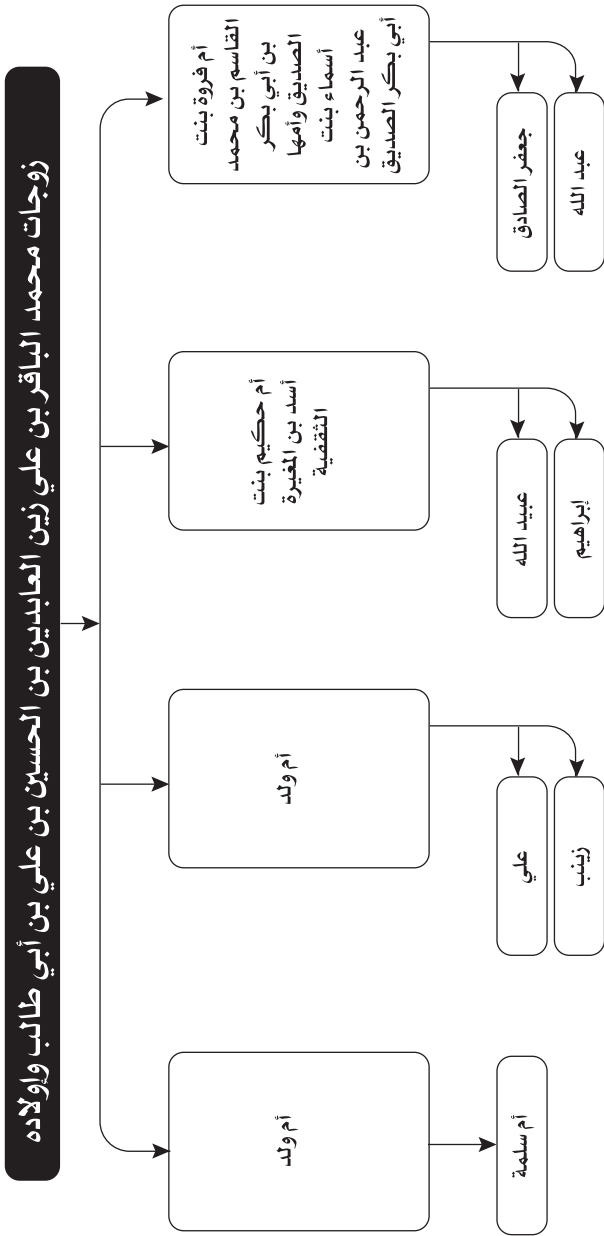 زوجات محمد الباقر بن علي زين العابدين بن الحسين بن علي بن أبي طالب وإولاده
أم فروة بنت
القاسم بن محمد
بن أبي بكر
الصديق وأمها
أسماء بنت
عبد الرحمن بن
أبي بكر الصديق
جعفر الصادق
عبد الله
أم حكيم بنت
أسد بن المغيرة
الثقفية
عبيد الله
إبراهيم
أم ولد
علي
زينب
أم ولد
أم سلمة